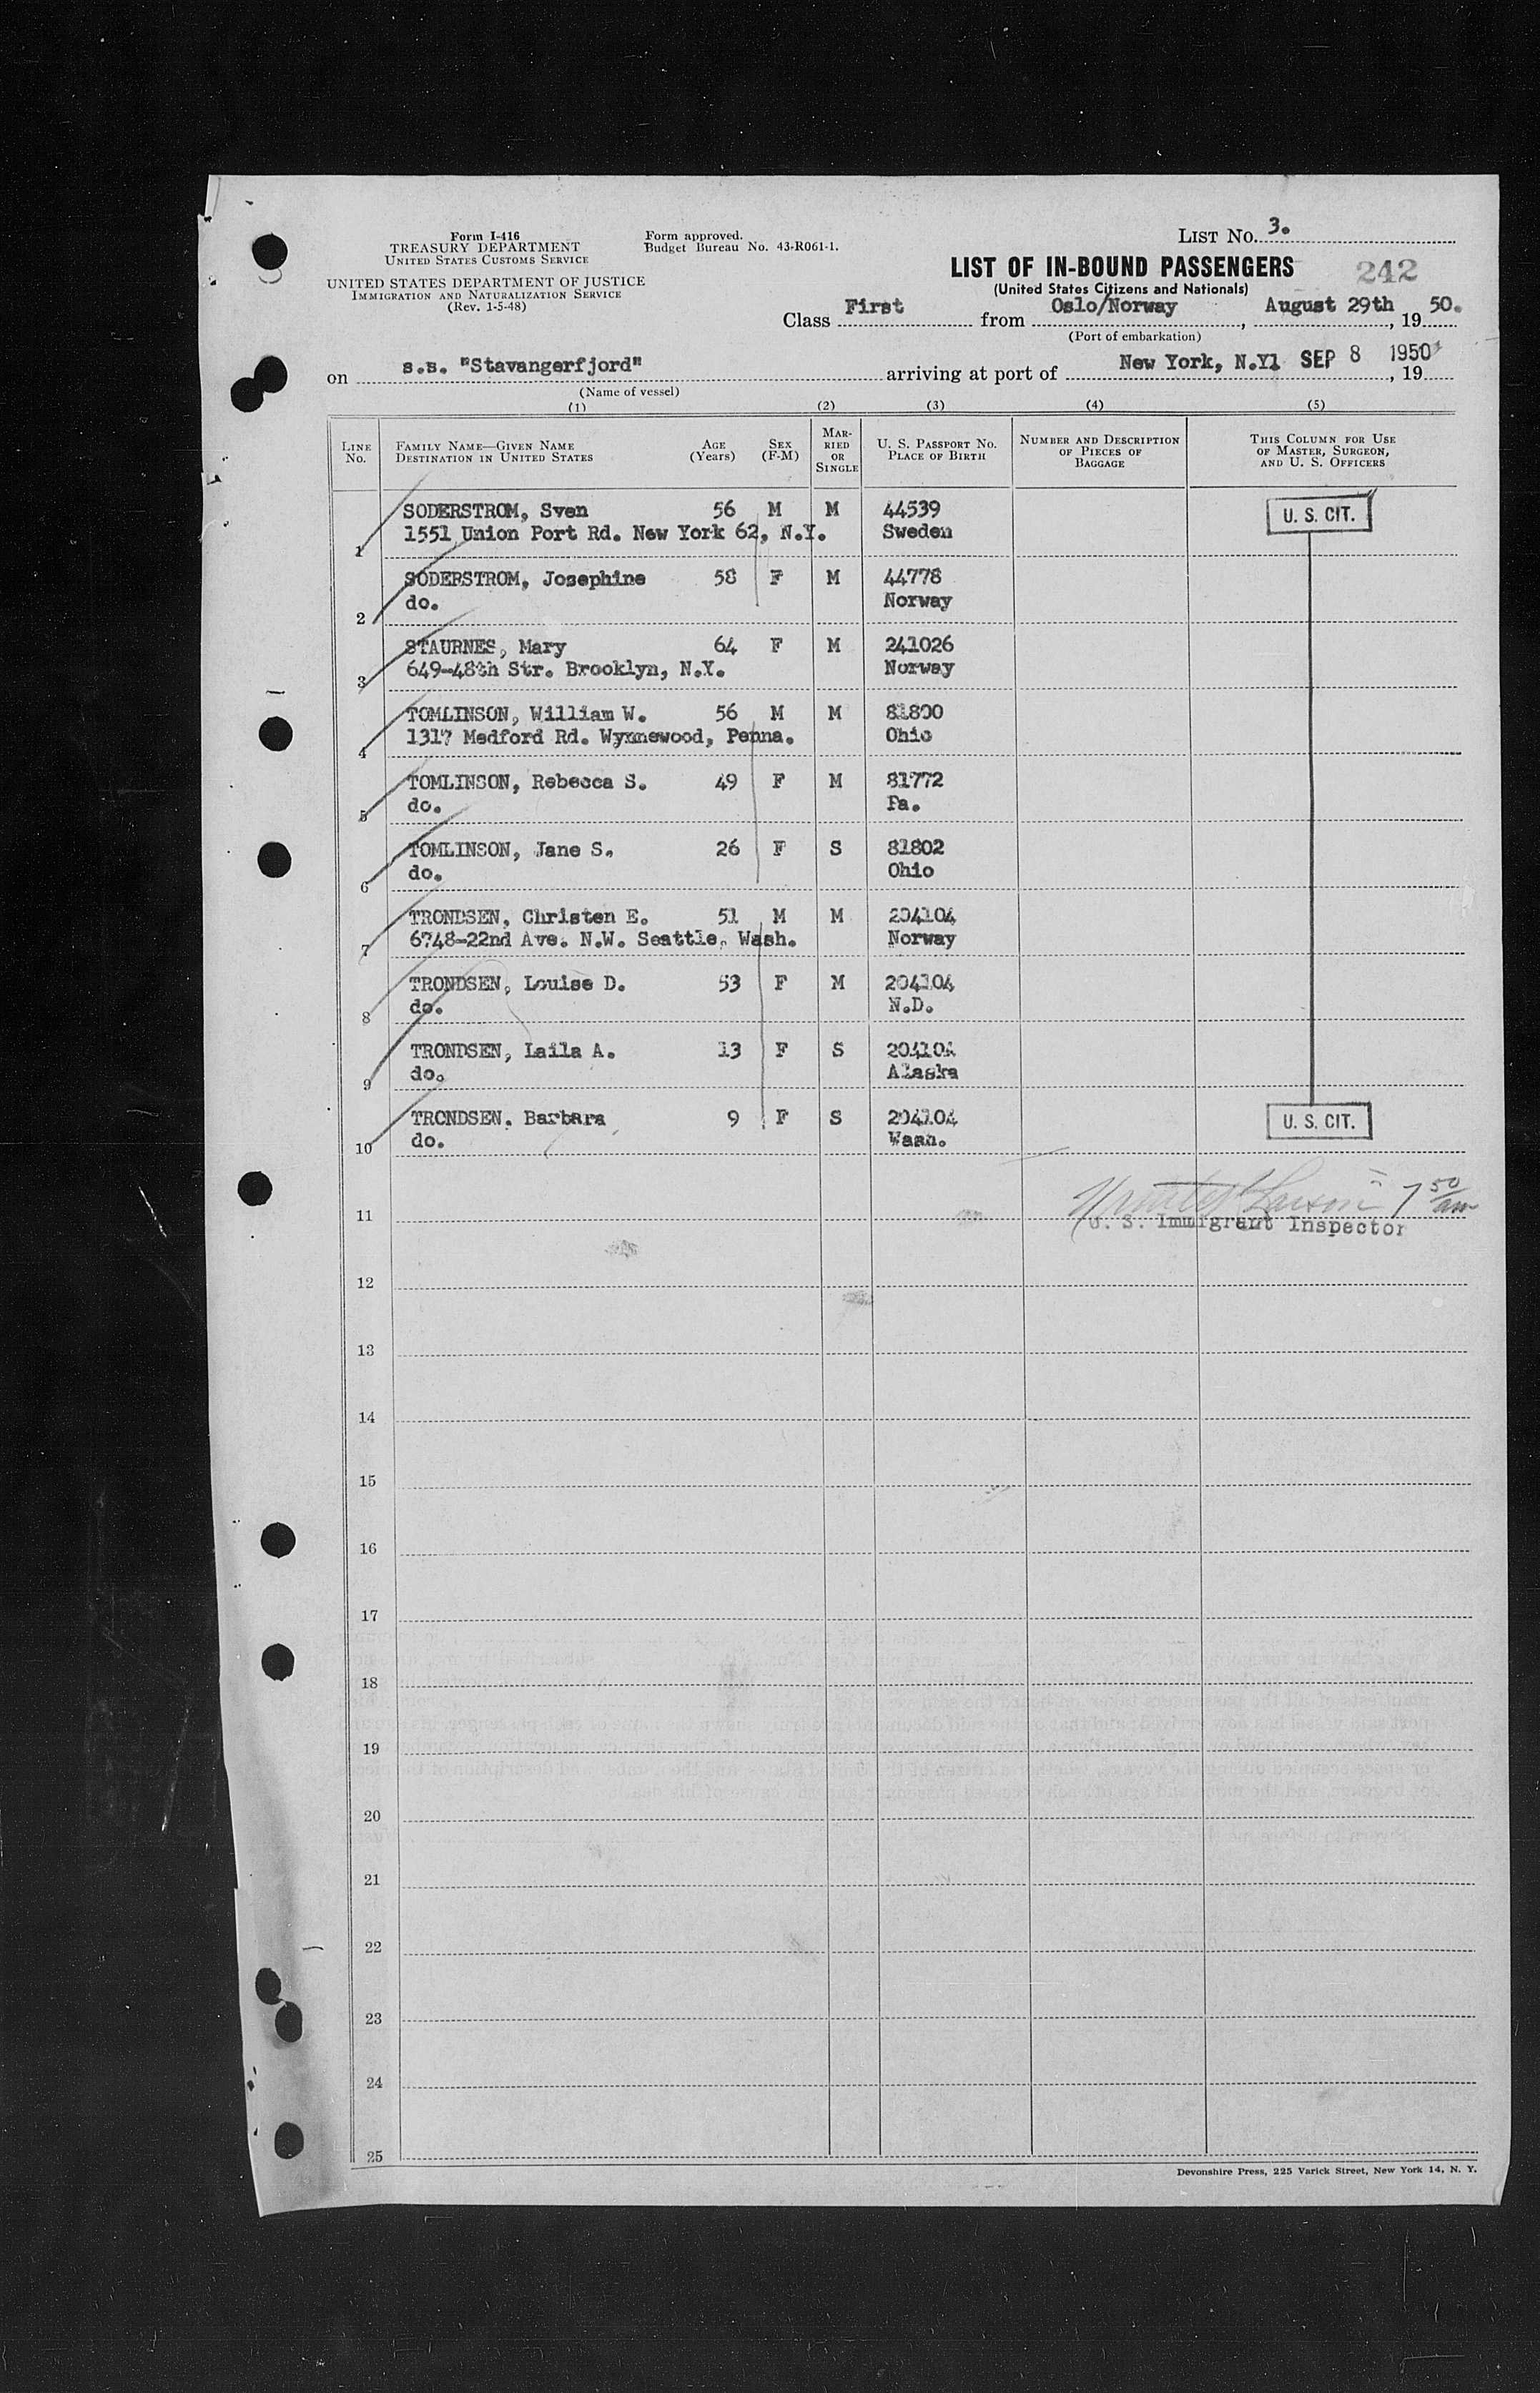 Form I-416
TREASURY DEPARTMENT
UNITED STATES CUSTOMS SERVICE
UNITED STATES DEPARTMENT OF JUSTICE
IMMIGRATION AND NATURALIZATION SERVICE
(Rev. 1-5-48)
Form approved.
Budget Bureau No. 43-R061-1.
LIST NO. 3.
LIST OF IN-BOUND PASSENGERS
242
(United States Citizens and Nationals)
Class First from Oslo/Norway, August 29th, 19 50.
(Port of embarkation)
on s.s. "Stavangerfjord" arriving at port of New York, N.Y. SEP 8 1950, 19
(Name of vessel)
(1) (2) (3) (4) (5)
LINE NO.
FAMILY NAME—GIVEN NAME
DESTINATION IN UNITED STATES
AGE (Years)
SEX (F-M)
MARRIED OR SINGLE
U. S. PASSPORT NO.
PLACE OF BIRTH
NUMBER AND DESCRIPTION OF PIECES OF BAGGAGE
THIS COLUMN FOR USE OF MASTER, SURGEON, AND U. S. OFFICERS
SODERSTROM, Sven 56 M M 44539 U. S. CIT.
1 1551 Union Port Rd. New York 62, N.Y. Sweden
SODERSTROM, Josephine 58 F M 44778
2 do. Norway
STAURNES, Mary 64 F M 241026
3 649-48th Str. Brooklyn, N.Y. Norway
TOMLINSON, William W. 56 M M 81800
4 1317 Medford Rd. Wynnewood, Penna. Ohio
TOMLINSON, Rebecca S. 49 F M 81772
5 do. Pa.
TOMLINSON, Jane S. 26 F S 81802
6 do. Ohio
TRONDSEN, Christen E. 51 M M 204104
7 6748-22nd Ave. N.W. Seattle, Wash. Norway
TRONDSEN, Louise D. 53 F M 204104
8 do. N.D.
TRONDSEN, Laila A. 13 F S 204104
9 do. Alaska
TRONDSEN, Barbara 9 F S 204104 U. S. CIT.
10 do. Wash.
7 50/am
11 U. S. Immigrant Inspector
12
13
14
15
16
17
18
19
20
21
22
23
24
25
Devonshire Press, 225 Varick Street, New York 14, N. Y.